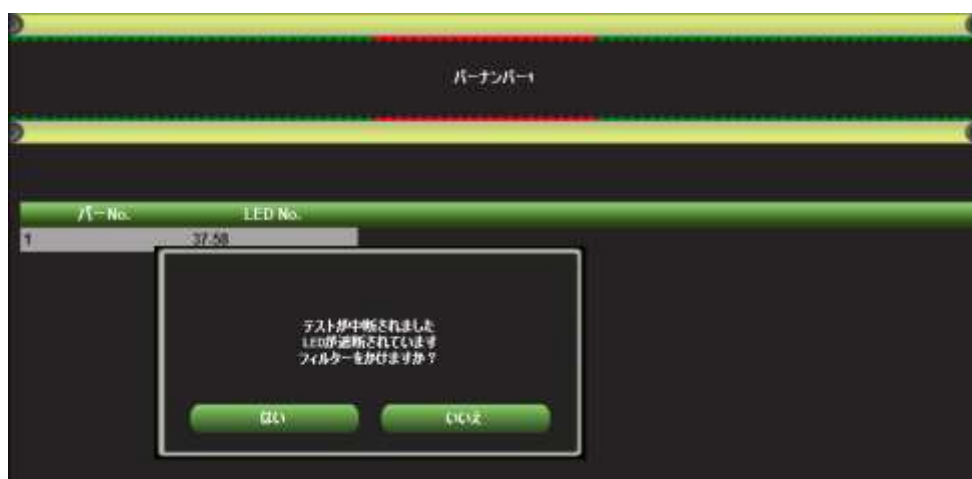 バーナンバー1
バーNo. LED No.
1 37-58
テストが中断されました
LEDが遮断されています
フィルターをかけますか？
はい いいえ